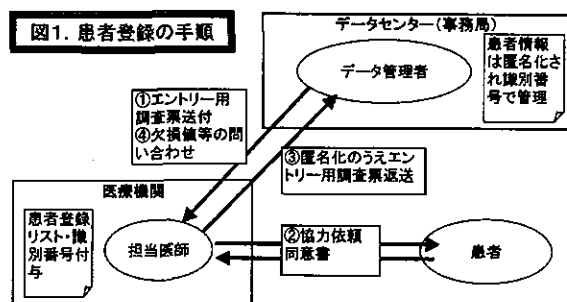 図1. 患者登録の手順
データセンター(事務局)
データ管理者
患者情報
は匿名化さ
れ識別番
号で管理
①エントリー用
調査票送付
④欠損値等の問
い合わせ
③匿名化のうえエン
トリー用調査票返送
医療機関
患者登録
リスト・識
別番号付
与
担当医師
②協力依頼
同意書
患者